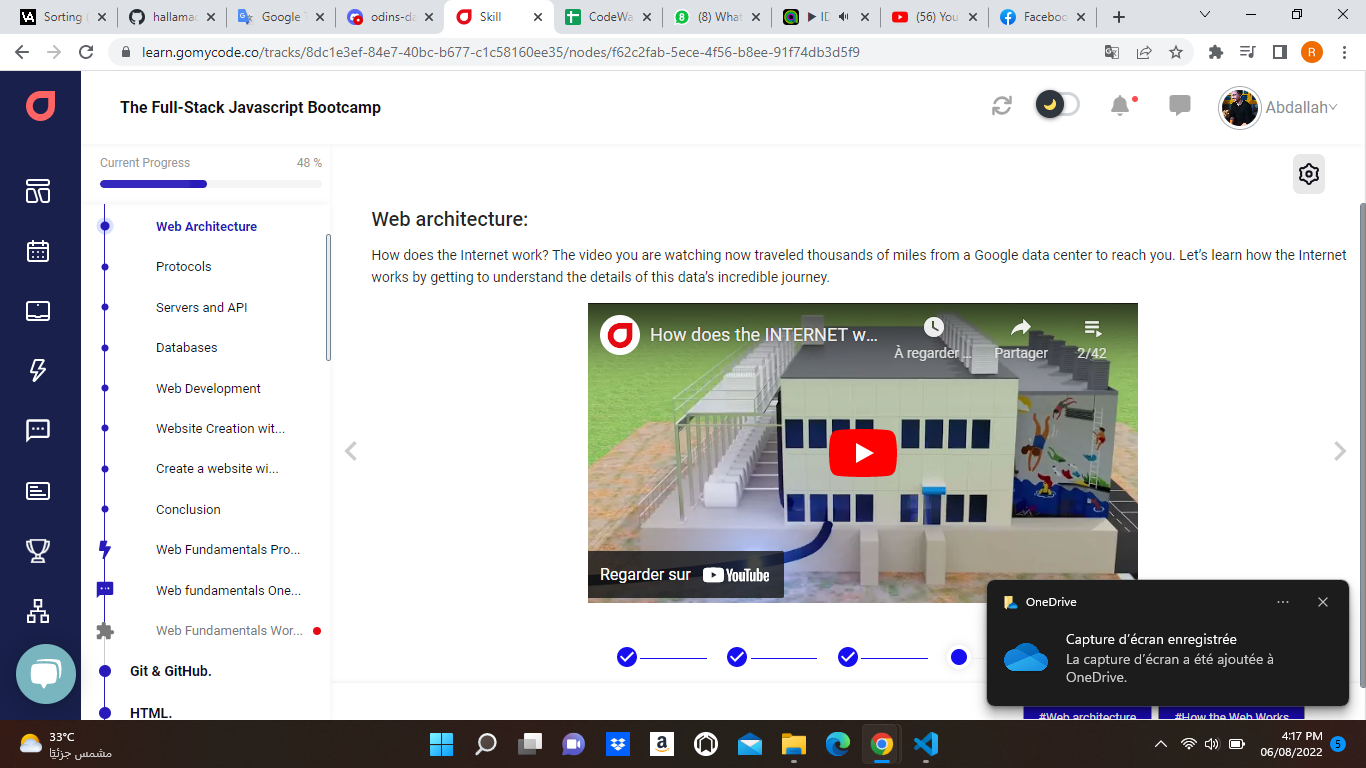 Sorting
hallamac
Google T
odins-da
Skill
CodeWa
(8) What
(56) You
Faceboo
learn.gomycode.co/tracks/8dc1e3ef-84e7-40bc-b677-c1c58160ee35/nodes/f62c2fab-5ece-4f56-b8ee-91f74db3d5f9
R
The Full-Stack Javascript Bootcamp
Abdallah
Current Progress
48 %
Web Architecture
Protocols
Servers and API
Databases
Web Development
Website Creation wit...
Create a website wi...
Conclusion
Web Fundamentals Pro...
Web fundamentals One...
Web Fundamentals Wor...
Git & GitHub.
HTML.
Web architecture:
How does the Internet work? The video you are watching now traveled thousands of miles from a Google data center to reach you. Let's learn how the Internet
works by getting to understand the details of this data's incredible journey.
How does the INTERNET w...
À regarder ...
Partager
2/42
Regarder sur YouTube
#Web architecture
#How the Web Works
OneDrive
Capture d'écran enregistrée
La capture d'écran a été ajoutée à
OneDrive.
33°C
مشمس جزئيًا
4:17 PM
06/08/2022
5